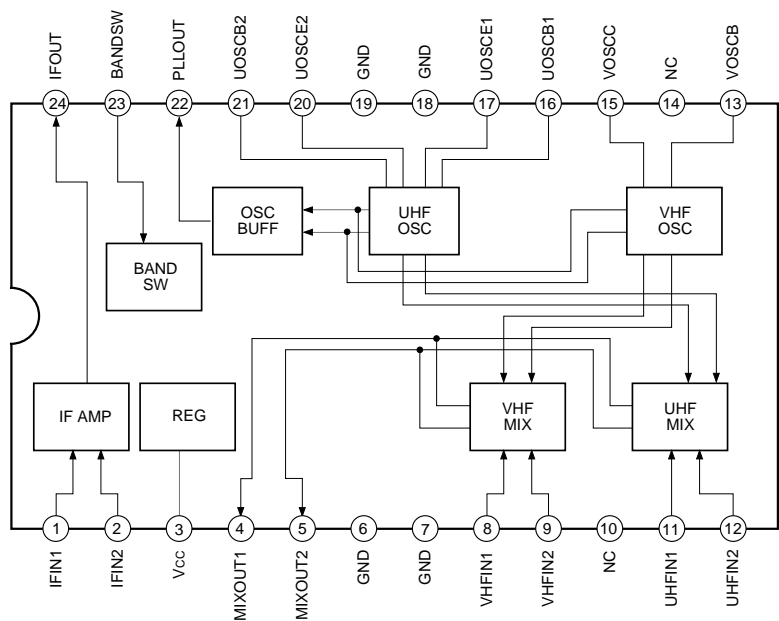 IFOUT
BANDSW
PLLOUT
UOSCB2
UOSCE2
GND
GND
UOSCE1
UOSCB1
VOSCC
NC
VOSCB
24
23
22
21
20
19
18
17
16
15
14
13
OSC
BUFF
UHF
OSC
VHF
OSC
BAND
SW
IF AMP
REG
VHF
MIX
UHF
MIX
1
2
3
4
5
6
7
8
9
10
11
12
IFIN1
IFIN2
Vcc
MIXOUT1
MIXOUT2
GND
GND
VHFIN1
VHFIN2
NC
UHFIN1
UHFIN2